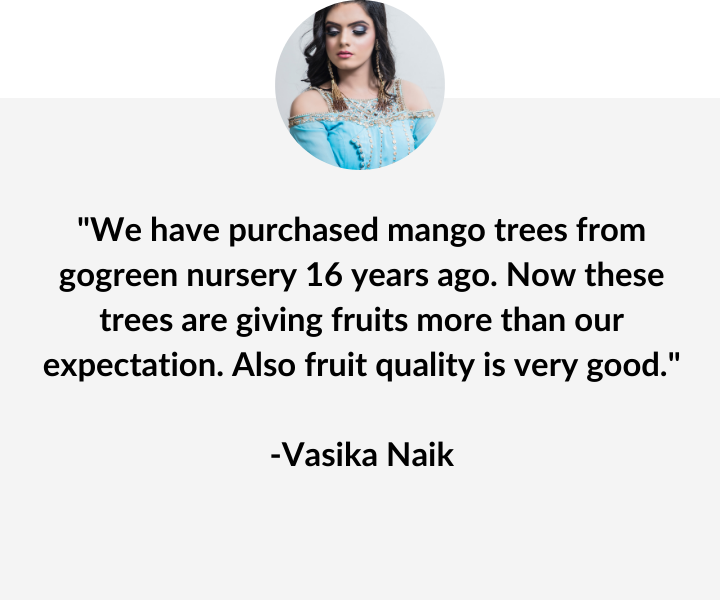 "We have purchased mango trees from
gogreen nursery 16 years ago. Now these
trees are giving fruits more than our
expectation. Also fruit quality is very good."
-Vasika Naik